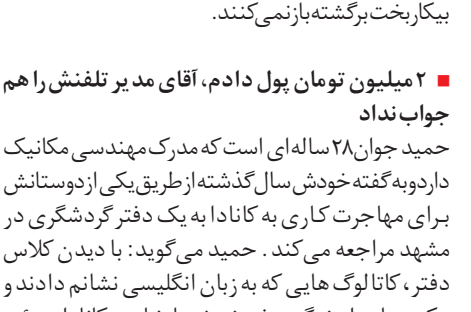 بیکار بخت برگشته باز نمی‌کنند.
■ ۲ میلیون تومان پول دادم، آقای مدیر تلفنش را هم
جواب نداد
حمید جوان ۲۸ ساله‌ای است که مدرک مهندسی مکانیک
دارد و به گفته خودش سال گذشته از طریق یکی از دوستانش
برای مهاجرت کاری به کانادا به یک دفتر گردشگری در
مشهد مراجعه می‌کند. حمید می‌گوید: با دیدن کلاس
دفتر، کاتالوگ هایی که به زبان انگلیسی نشانم دادند و